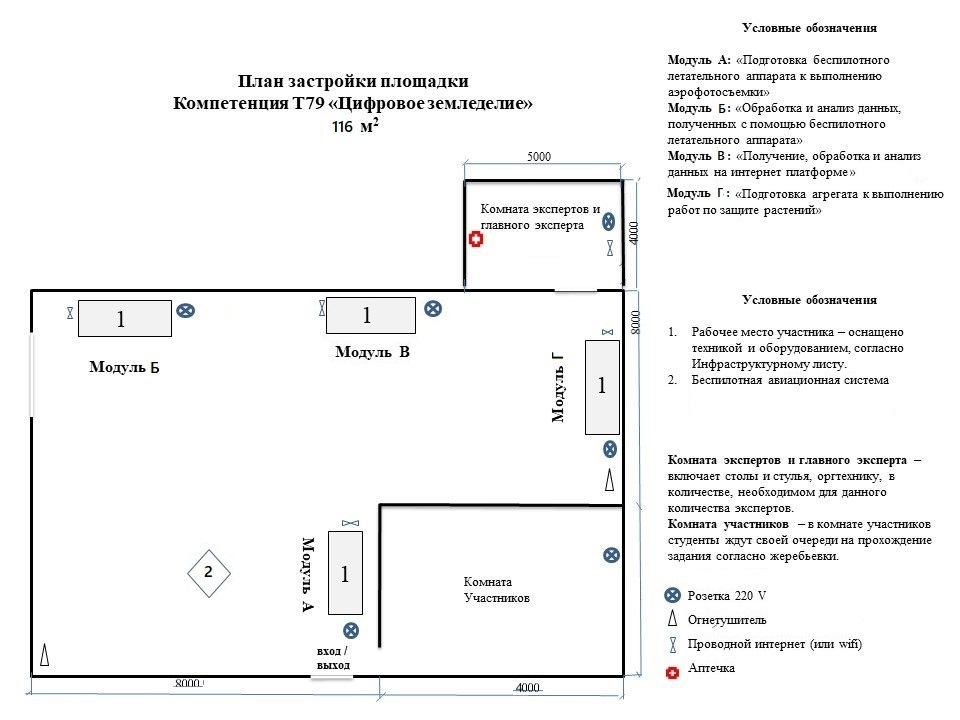 План застройки площадки
Компетенция Т79 «Цифровое земледелие»
116 м²
Условные обозначения
Модуль А: «Подготовка беспилотного
летательного аппарата к выполнению
аэрофотосъемки»
Модуль Б: «Обработка и анализ данных,
полученных с помощью беспилотного
летательного аппарата»
Модуль В: «Получение, обработка и анализ
данных на интернет платформе»
Модуль Г: «Подготовка агрегата к выполнению
работ по защите растений»
5000
Комната экспертов и
главного эксперта
4000
8000
1
Модуль Б
1
Модуль В
1
Модуль Г
2
1
Модуль А
Комната
Участников
вход /
выход
8000
4000
Условные обозначения
1. Рабочее место участника – оснащено
техникой и оборудованием, согласно
Инфраструктурному листу.
2. Беспилотная авиационная система
Комната экспертов и главного эксперта –
включает столы и стулья, оргтехнику, в
количестве, необходимом для данного
количества экспертов.
Комната участников – в комнате участников
студенты ждут своей очереди на прохождение
задания согласно жеребьевки.
Розетка 220 V
Огнетушитель
Проводной интернет (или wifi)
Аптечка